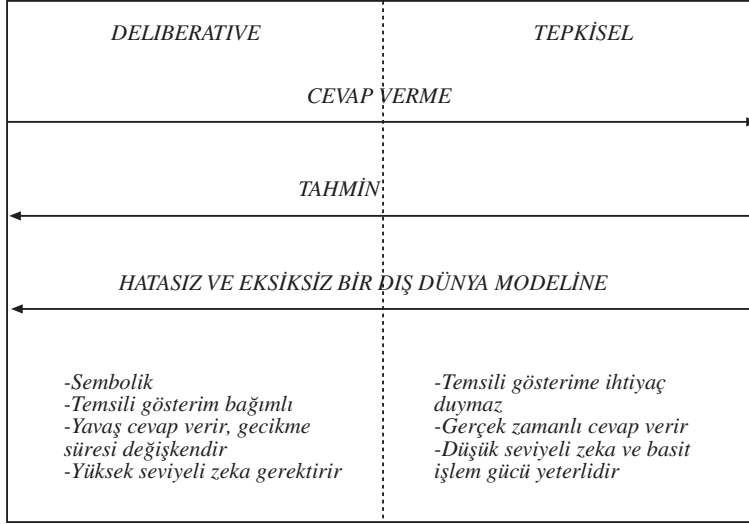 DELIBERATIVE
TEPKİSEL
CEVAP VERME
TAHMİN
HATASIZ VE EKSİKSİZ BİR DIŞ DÜNYA MODELİNE
-Sembolik
-Temsili gösterim bağımlı
-Yavaş cevap verir, gecikme
süresi değişkendir
-Yüksek seviyeli zeka gerektirir
-Temsili gösterime ihtiyaç
duymaz
-Gerçek zamanlı cevap verir
-Düşük seviyeli zeka ve basit
işlem gücü yeterlidir